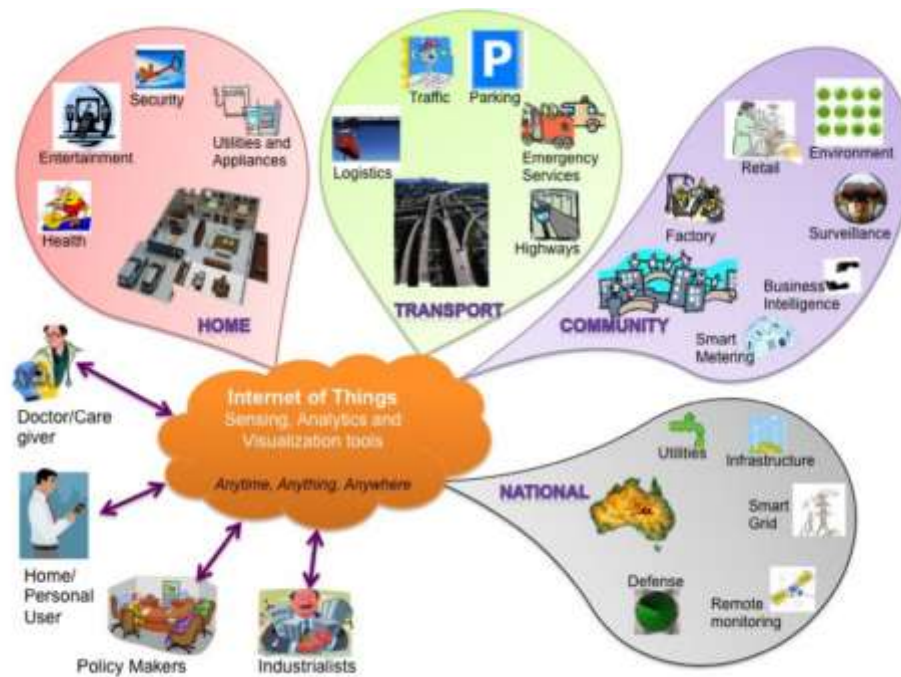 Security
Entertainment
Utilities and
Appliances
Health
HOME
Traffic
P
Parking
Logistics
Emergency
Services
Highways
TRANSPORT
Retail
Environment
Factory
Surveillance
Business
Intelligence
COMMUNITY
Smart
Metering
Internet of Things
Sensing, Analytics and
Visualization tools
Anytime, Anything, Anywhere
Doctor/Care
giver
Home/
Personal
User
Policy Makers
Industrialists
Utilities
Infrastructure
NATIONAL
Smart
Grid
Defense
Remote
monitoring